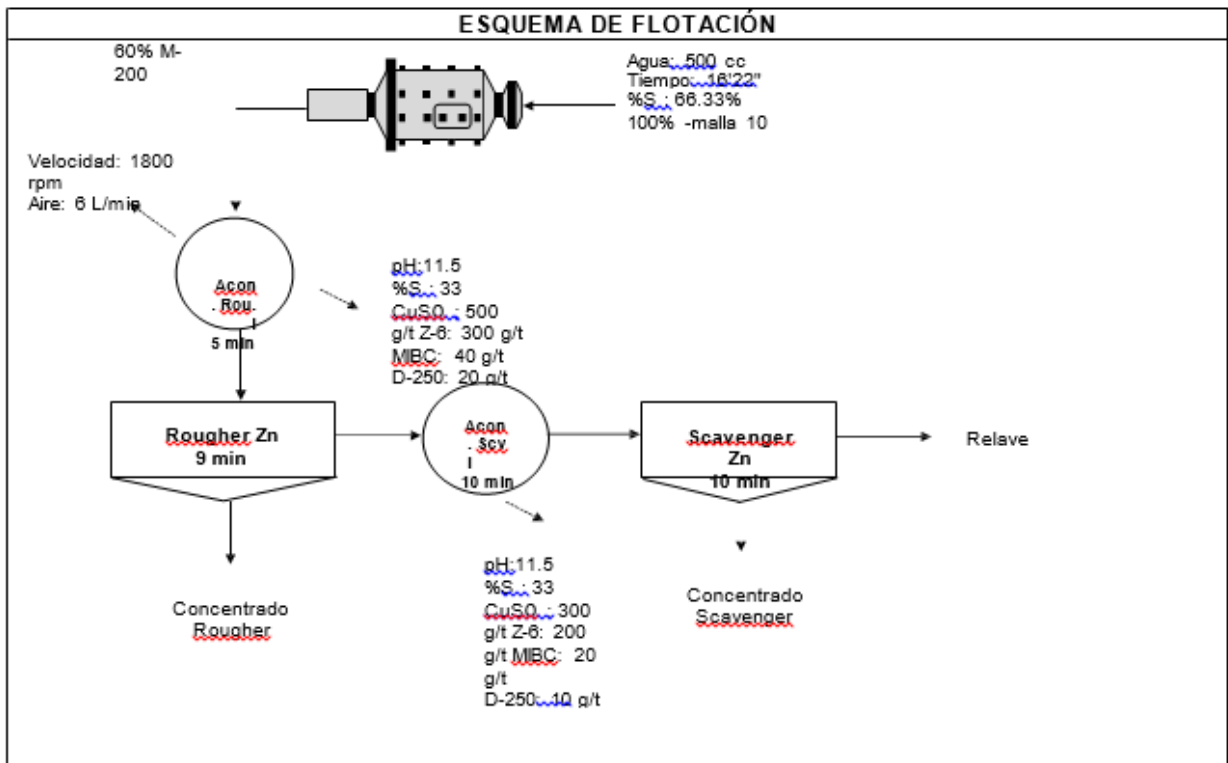 ESQUEMA DE FLOTACIÓN
60% M-
200
Agua: 500 cc
Tiempo: 16'22"
%S.: 66.33%
100% -malla 10
Velocidad: 1800
rpm
Aire: 6 L/min
Acon
. Rou.
I
5 min
pH:11.5
%S.: 33
CuSO.: 500
g/t Z-6: 300 g/t
MIBC: 40 g/t
D-250: 20 g/t
Rougher Zn
9 min
Acon
. Scv
I
10 min
Scavenger
Zn
10 min
Relave
pH:11.5
%S.: 33
CuSO.: 300
g/t Z-6: 200
g/t MIBC: 20
g/t
D-250: 10 g/t
Concentrado
Rougher
Concentrado
Scavenger